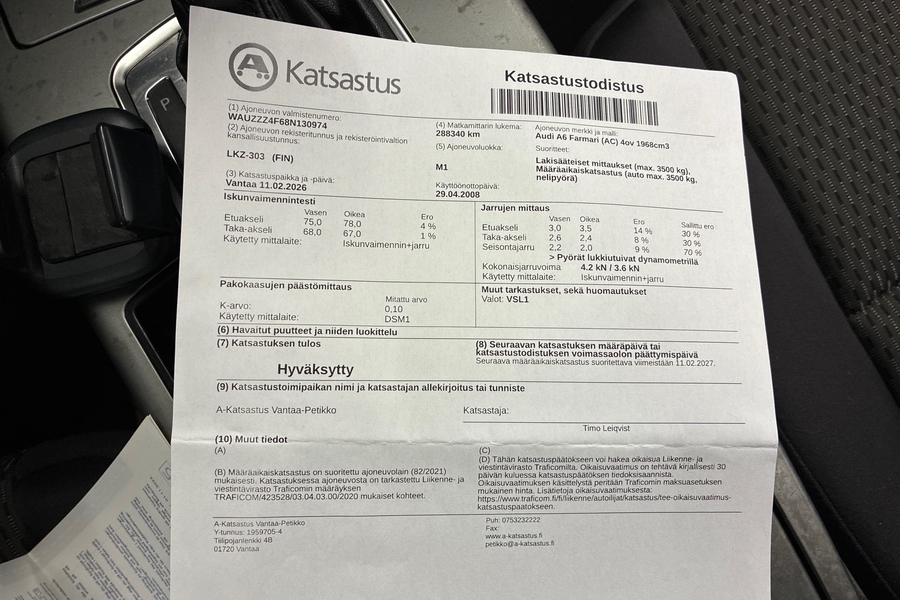 P
A Katsastus
Katsastustodistus
(1) Ajoneuvon valmistenumero:
WAUZZZ4F68N130974
(2) Ajoneuvon rekisteritunnus ja rekisteröintivaltion
kansallisuustunnus:
LKZ-303 (FIN)
(3) Katsastuspaikka ja -päivä:
Vantaa 11.02.2026
(4) Matkamittarin lukema:
288340 km
(5) Ajoneuvoluokka:
M1
Käyttöönottopäivä:
29.04.2008
Ajoneuvon merkki ja malli:
Audi A6 Farmari (AC) 4ov 1968cm3
Suoritteet:
Lakisääteiset mittaukset (max. 3500 kg),
Määräaikaiskatsastus (auto max. 3500 kg,
nelipyörä)
Iskunvaimennintesti
Vasen Oikea Ero
Etuakseli 75,0 78,0 4 %
Taka-akseli 68,0 67,0 1 %
Käytetty mittalaite: Iskunvaimennin+jarru
Jarrujen mittaus
Vasen Oikea Ero Sallittu ero
Etuakseli 3,0 3,5 14 % 30 %
Taka-akseli 2,6 2,4 8 % 30 %
Seisontajarru 2,2 2,0 9 % 70 %
> Pyörät lukkiutuivat dynamometrillä
Kokonaisjarruvoima 4.2 kN / 3.6 kN
Käytetty mittalaite: Iskunvaimennin+jarru
Pakokaasujen päästömittaus
Mitattu arvo
K-arvo: 0,10
Käytetty mittalaite: DSM1
Muut tarkastukset, sekä huomautukset
Valot: VSL1
(6) Havaitut puutteet ja niiden luokittelu
(7) Katsastuksen tulos
Hyväksytty
(8) Seuraavan katsastuksen määräpäivä tai
katsastustodistuksen voimassaolon päättymispäivä
Seuraava määräaikaiskatsastus suoritettava viimeistään 11.02.2027.
(9) Katsastustoimipaikan nimi ja katsastajan allekirjoitus tai tunniste
A-Katsastus Vantaa-Petikko
Katsastaja:
Timo Leiqvist
(10) Muut tiedot
(A)
(B) Määräaikaiskatsastus on suoritettu ajoneuvolain (82/2021)
mukaisesti. Katsastuksessa ajoneuvosta on tarkastettu Liikenne- ja
viestintävirasto Traficomin määräyksen
TRAFICOM/423528/03.04.03.00/2020 mukaiset kohteet.
(C)
(D) Tähän katsastuspäätökseen voi hakea oikaisua Liikenne- ja
viestintävirasto Traficomilta. Oikaisuvaatimus on tehtävä kirjallisesti 30
päivän kuluessa katsastuspäätöksen tiedoksisaannista.
Oikaisuvaatimuksen käsittelystä peritään Traficomin maksuasetuksen
mukainen hinta. Lisätietoja oikaisuvaatimuksesta:
https://www.traficom.fi/fi/liikenne/autoilijat/katsastus/tee-oikaisuvaatimus-
katsastuspaatokseen.
A-Katsastus Vantaa-Petikko
Y-tunnus: 1959705-4
Tiilipojanlenkki 4B
01720 Vantaa
Puh: 0753232222
Fax:
www.a-katsastus.fi
petikko@a-katsastus.fi